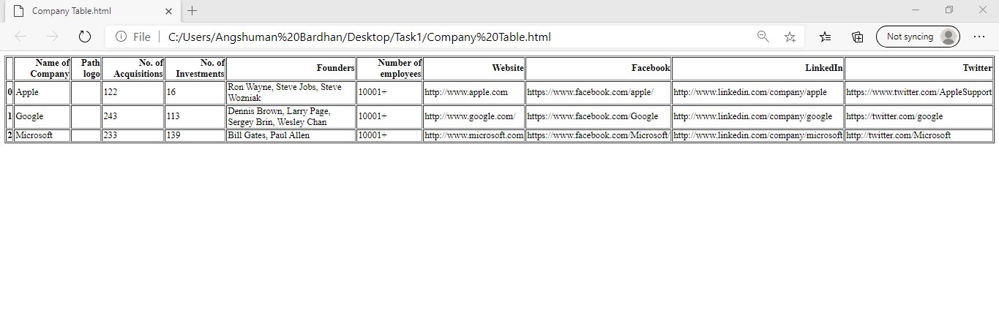 Company Table.html
File
C:/Users/Angshuman%20Bardhan/Desktop/Task1/Company%20Table.html
Not syncing
Name of Company Path logo No. of Acquisitions No. of Investments Founders Number of employees Website Facebook LinkedIn Twitter
0 Apple 122 16 Ron Wayne, Steve Jobs, Steve Wozniak 10001+ http://www.apple.com https://www.facebook.com/apple/ http://www.linkedin.com/company/apple https://www.twitter.com/AppleSupport
1 Google 243 113 Dennis Brown, Larry Page, Sergey Brin, Wesley Chan 10001+ http://www.google.com/ https://www.facebook.com/Google http://www.linkedin.com/company/google https://twitter.com/google
2 Microsoft 233 139 Bill Gates, Paul Allen 10001+ http://www.microsoft.com https://www.facebook.com/Microsoft/ http://www.linkedin.com/company/microsoft http://twitter.com/Microsoft